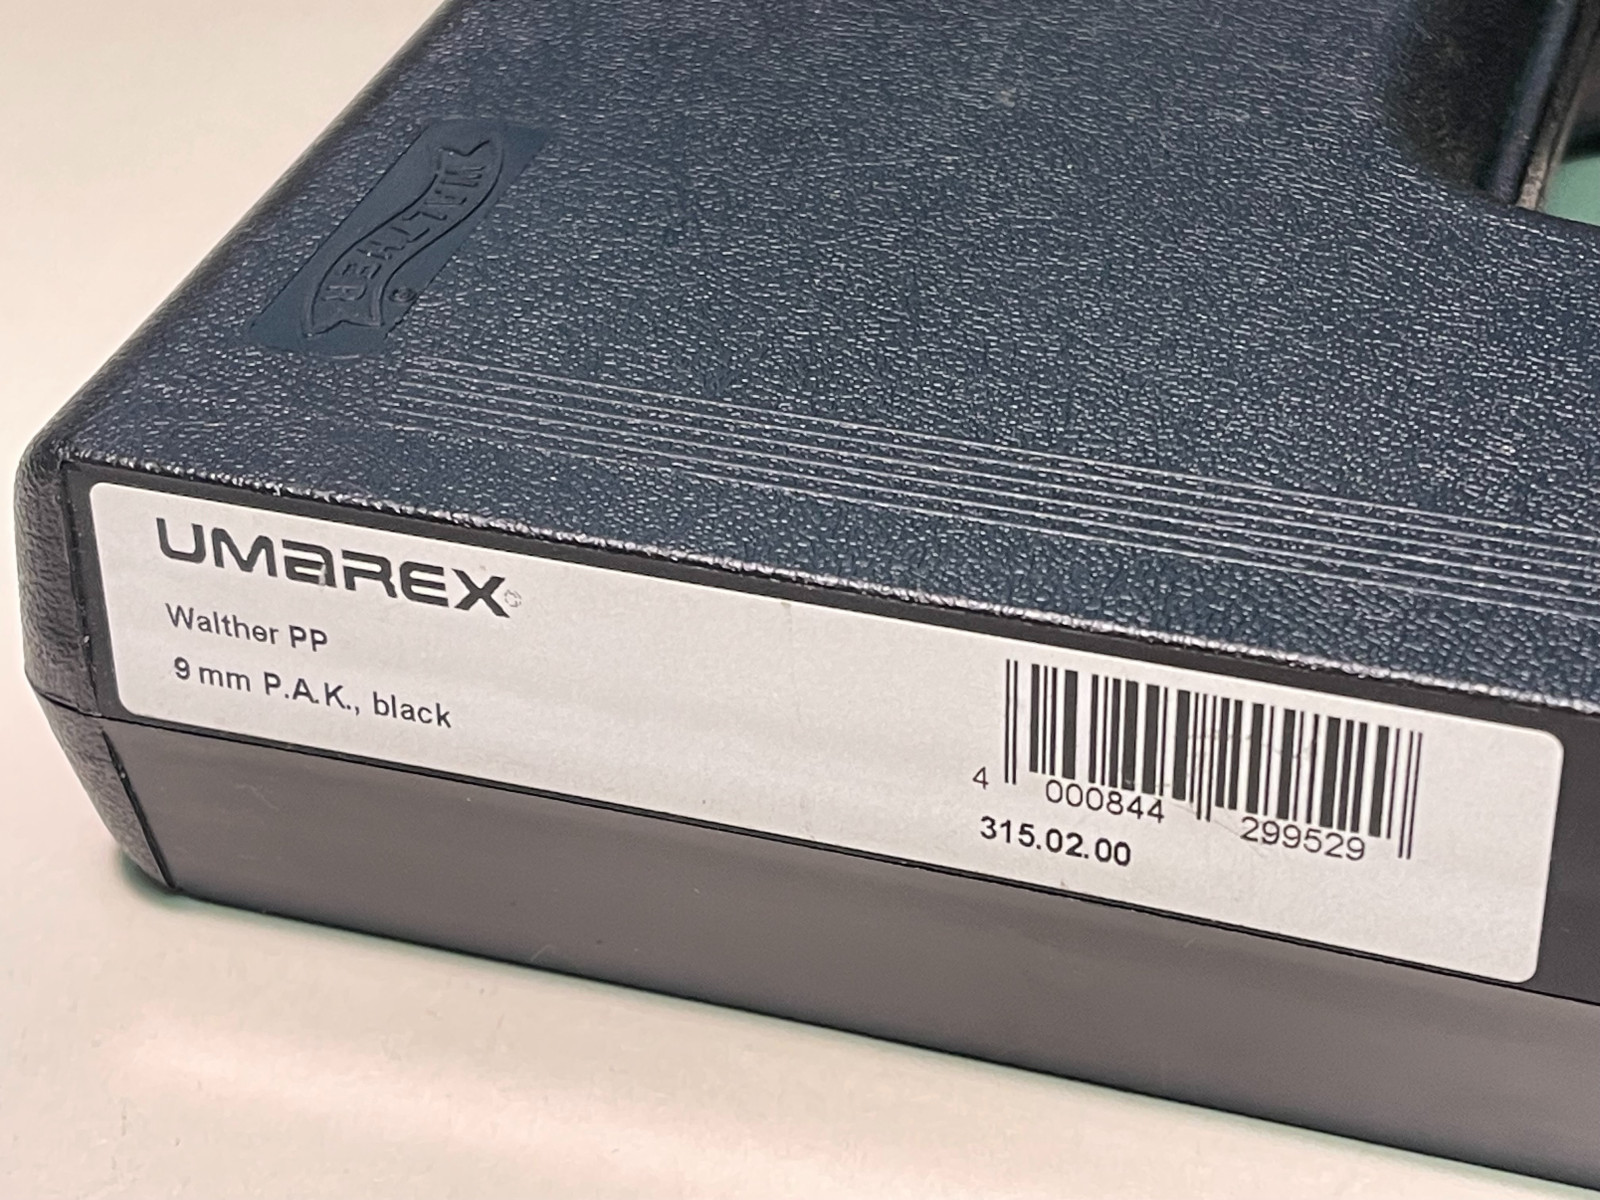 WALTHER
UMAREX
Walther PP
9 mm P.A.K., black
4 000844 299529
315.02.00